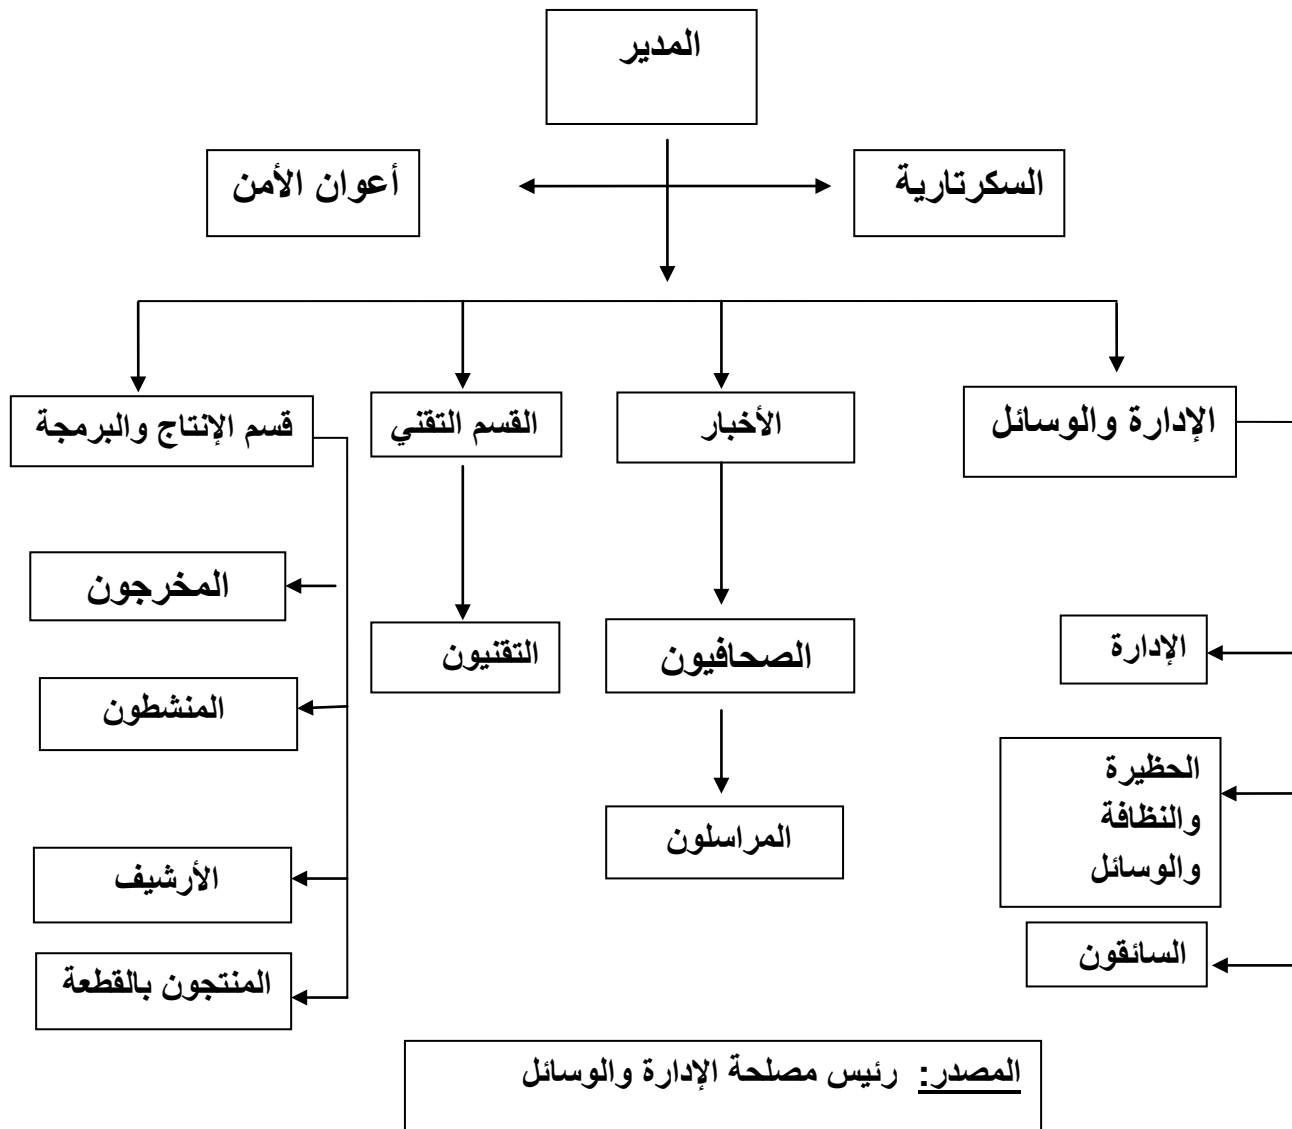 المدير
السكرتارية
أعوان الأمن
الإدارة والوسائل
الأخبار
القسم التقني
قسم الإنتاج والبرمجة
المخرجون
الصحافيون
التقنيون
الإدارة
المنشطون
الحظيرة
والنظافة
والوسائل
المراسلون
الأرشيف
السائقون
المنتجون بالقطعة
المصدر: رئيس مصلحة الإدارة والوسائل